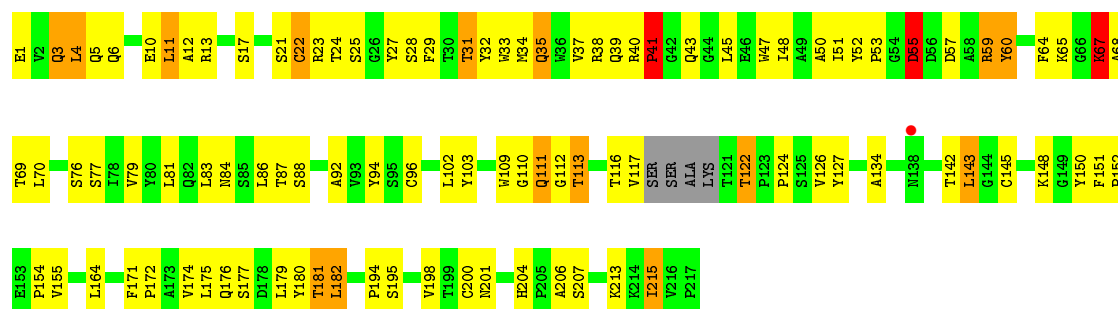 E1 V2 Q3 L4 Q5 Q6 E10 L11 A12 R13 S17 S21 C22 R23 T24 S25 G26 Y27 S28 F29 T30 T31 Y32 W33 M34 Q35 W36 V37 R38 Q39 R40 P41 G42 Q43 G44 L45 E46 W47 I48 A49 A50 I51 Y52 P53 G54 D55 D56 D57 A58 R59 Y60 F64 K65 G66 K67 A68
T69 L70 S76 S77 I78 V79 Y80 L81 Q82 L83 N84 S85 L86 T87 S88 A92 V93 Y94 S95 C96 L102 Y103 W109 G110 Q111 G112 T113 T116 V117 SER SER ALA LYS T121 T122 P123 P124 S125 V126 Y127 A134 N138 T142 L143 G144 C145 K148 G149 Y150 F151 P152
E153 P154 V155 L164 F171 P172 A173 V174 L175 Q176 S177 D178 L179 Y180 T181 L182 P194 S195 V198 T199 C200 N201 H204 P205 A206 S207 K213 K214 I215 V216 P217